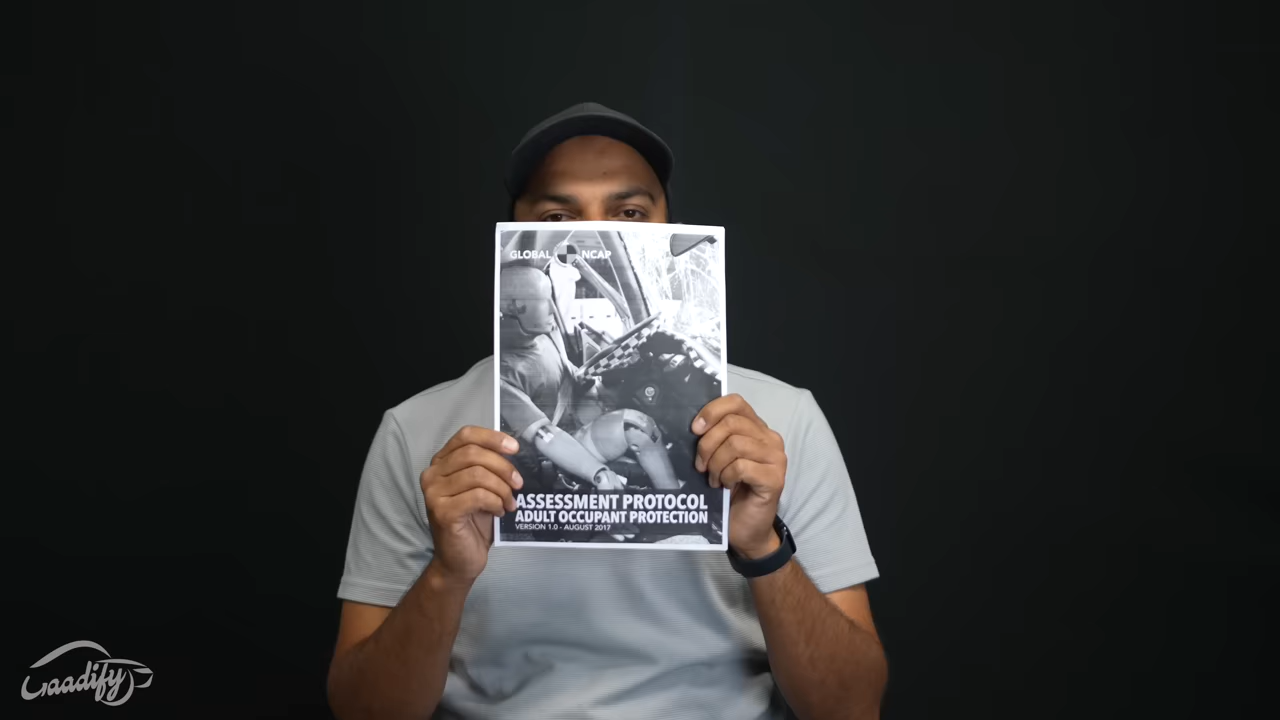 GLOBAL NCAP
ASSESSMENT PROTOCOL
ADULT OCCUPANT PROTECTION
VERSION 1.0 - AUGUST 2017
Gaadify